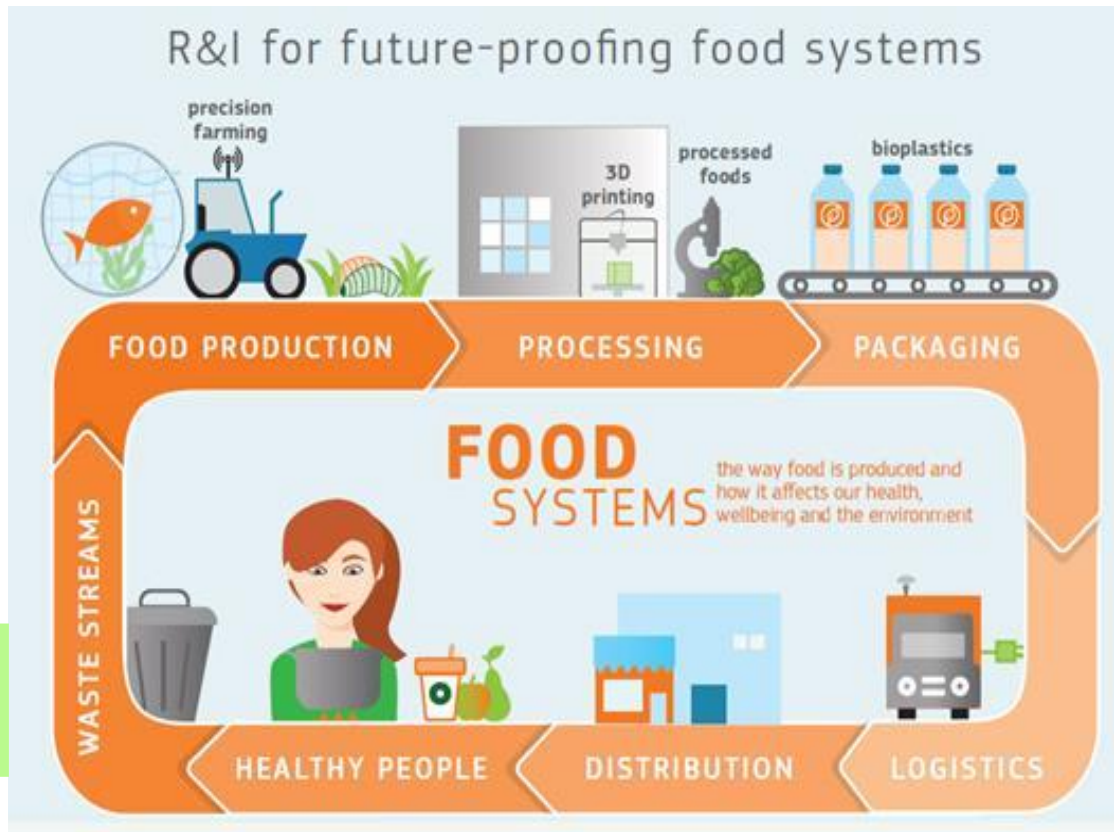 R&I for future-proofing food systems
precision
farming
3D
printing
processed
foods
bioplastics
FOOD PRODUCTION
PROCESSING
PACKAGING
FOOD
SYSTEMS
the way food is produced and
how it affects our health,
wellbeing and the environment
WASTE STREAMS
HEALTHY PEOPLE
DISTRIBUTION
LOGISTICS